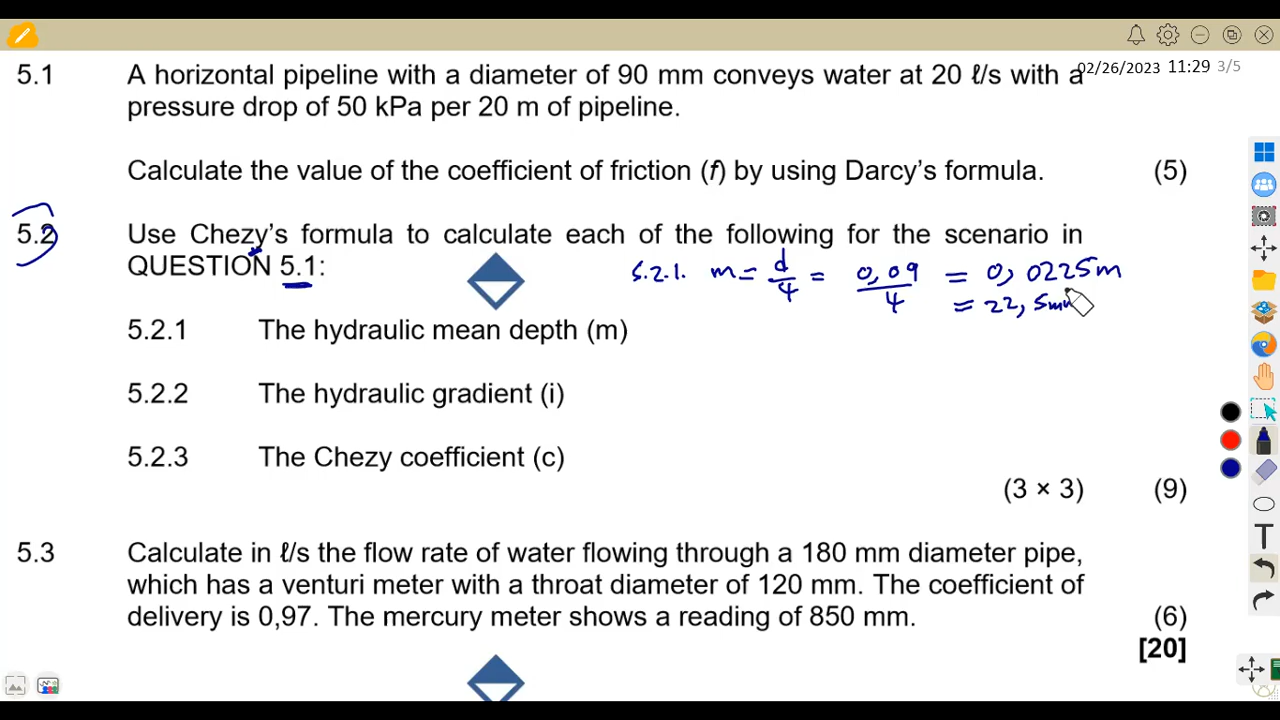 02/26/2023 11:29 3/5
5.1 A horizontal pipeline with a diameter of 90 mm conveys water at 20 ℓ/s with a
pressure drop of 50 kPa per 20 m of pipeline.
Calculate the value of the coefficient of friction (f) by using Darcy's formula. (5)
5.2 Use Chezy's formula to calculate each of the following for the scenario in
QUESTION 5.1:
5.2.1. m = d/4 = 0,09/4 = 0,0225m
= 22,5mm
5.2.1 The hydraulic mean depth (m)
5.2.2 The hydraulic gradient (i)
5.2.3 The Chezy coefficient (c)
(3 × 3) (9)
5.3 Calculate in ℓ/s the flow rate of water flowing through a 180 mm diameter pipe,
which has a venturi meter with a throat diameter of 120 mm. The coefficient of
delivery is 0,97. The mercury meter shows a reading of 850 mm. (6)
[20]
T